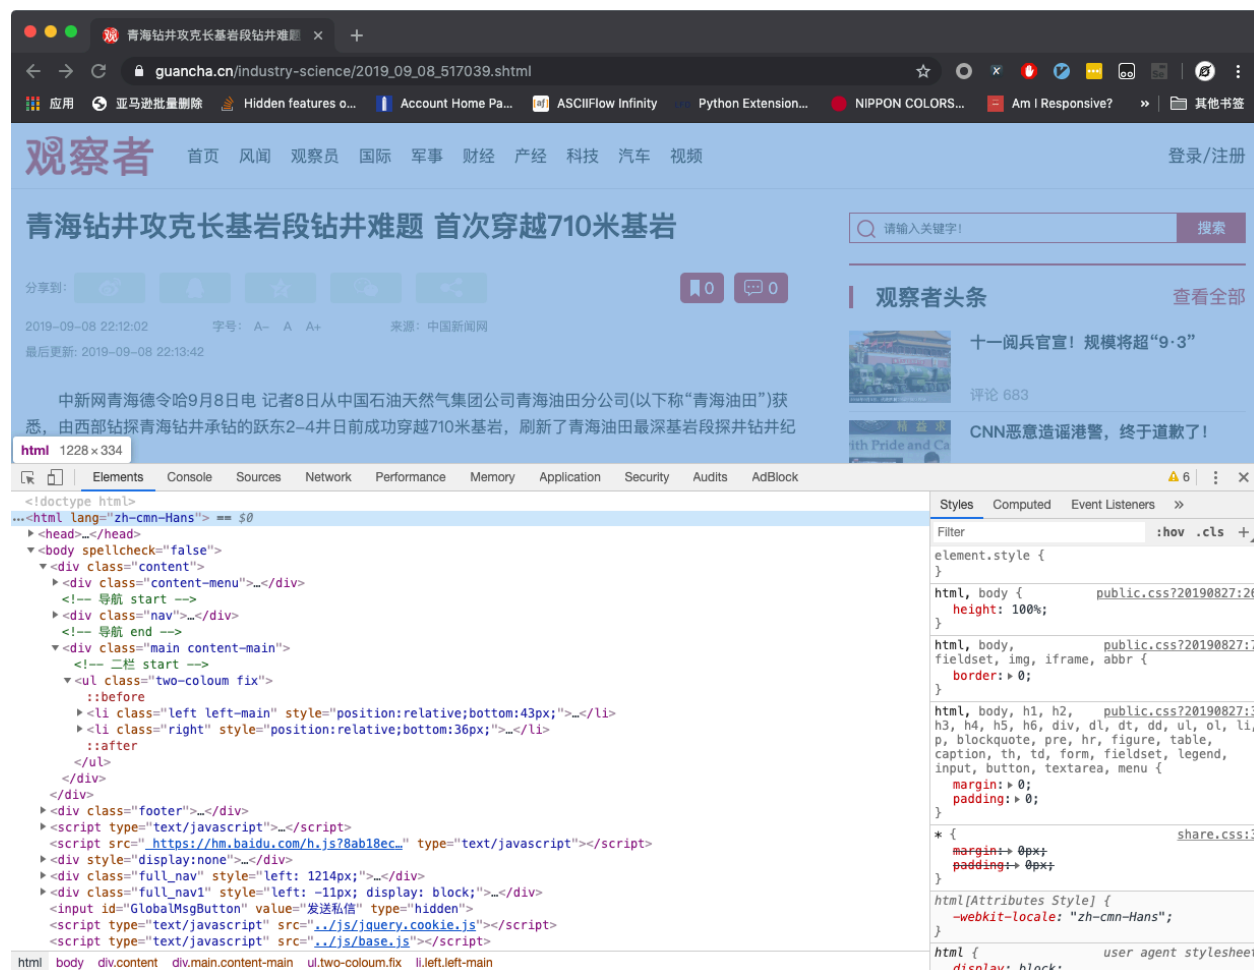 青海钻井攻克长基岩段钻井难题
guancha.cn/industry-science/2019_09_08_517039.shtml
应用 亚马逊批量删除 Hidden features o... Account Home Pa... [af] ASCIIFlow Infinity Python Extension... NIPPON COLORS... Am I Responsive? » 其他书签
观察者 首页 风闻 观察员 国际 军事 财经 产经 科技 汽车 视频 登录/注册
青海钻井攻克长基岩段钻井难题 首次穿越710米基岩
请输入关键字! 搜索
分享到: 0 0
观察者头条 查看全部
2019-09-08 22:12:02 字号: A- A A+ 来源: 中国新闻网
最后更新: 2019-09-08 22:13:42
十一阅兵官宣! 规模将超“9·3”
评论 683
中新网青海德令哈9月8日电 记者8日从中国石油天然气集团公司青海油田分公司(以下称“青海油田”)获
悉，由西部钻探青海钻井承钻的跃东2-4井日前成功穿越710米基岩，刷新了青海油田最深基岩段探井钻井纪
CNN恶意造谣港警，终于道歉了!
精益求
ith Pride and Ca
html 1228 × 334
Elements Console Sources Network Performance Memory Application Security Audits AdBlock 6
<!doctype html>
…<html lang="zh-cmn-Hans"> == $0
<head>…</head>
<body spellcheck="false">
<div class="content">
<div class="content-menu">…</div>
<!-- 导航 start -->
<div class="nav">…</div>
<!-- 导航 end -->
<div class="main content-main">
<!-- 二栏 start -->
<ul class="two-coloum fix">
::before
<li class="left left-main" style="position:relative;bottom:43px;">…</li>
<li class="right" style="position:relative;bottom:36px;">…</li>
::after
</ul>
</div>
</div>
<div class="footer">…</div>
<script type="text/javascript">…</script>
<script src=" https://hm.baidu.com/h.js?8ab18ec…" type="text/javascript"></script>
<div style="display:none">…</div>
<div class="full_nav" style="left: 1214px;">…</div>
<div class="full_nav1" style="left: -11px; display: block;">…</div>
<input id="GlobalMsgButton" value="发送私信" type="hidden">
<script type="text/javascript" src="../js/jquery.cookie.js"></script>
<script type="text/javascript" src="../js/base.js"></script>
html body div.content div.main.content-main ul.two-coloum.fix li.left.left-main
Styles Computed Event Listeners »
Filter :hov .cls +
element.style {
}
html, body { public.css?20190827:26
height: 100%;
}
html, body, public.css?20190827:7
fieldset, img, iframe, abbr {
border: 0;
}
html, body, h1, h2, public.css?20190827:3
h3, h4, h5, h6, div, dl, dt, dd, ul, ol, li,
p, blockquote, pre, hr, figure, table,
caption, th, td, form, fieldset, legend,
input, button, textarea, menu {
margin: 0;
padding: 0;
}
* { share.css:3
margin: 0px;
padding: 0px;
}
html[Attributes Style] {
-webkit-locale: "zh-cmn-Hans";
}
html { user agent stylesheet
display: block;